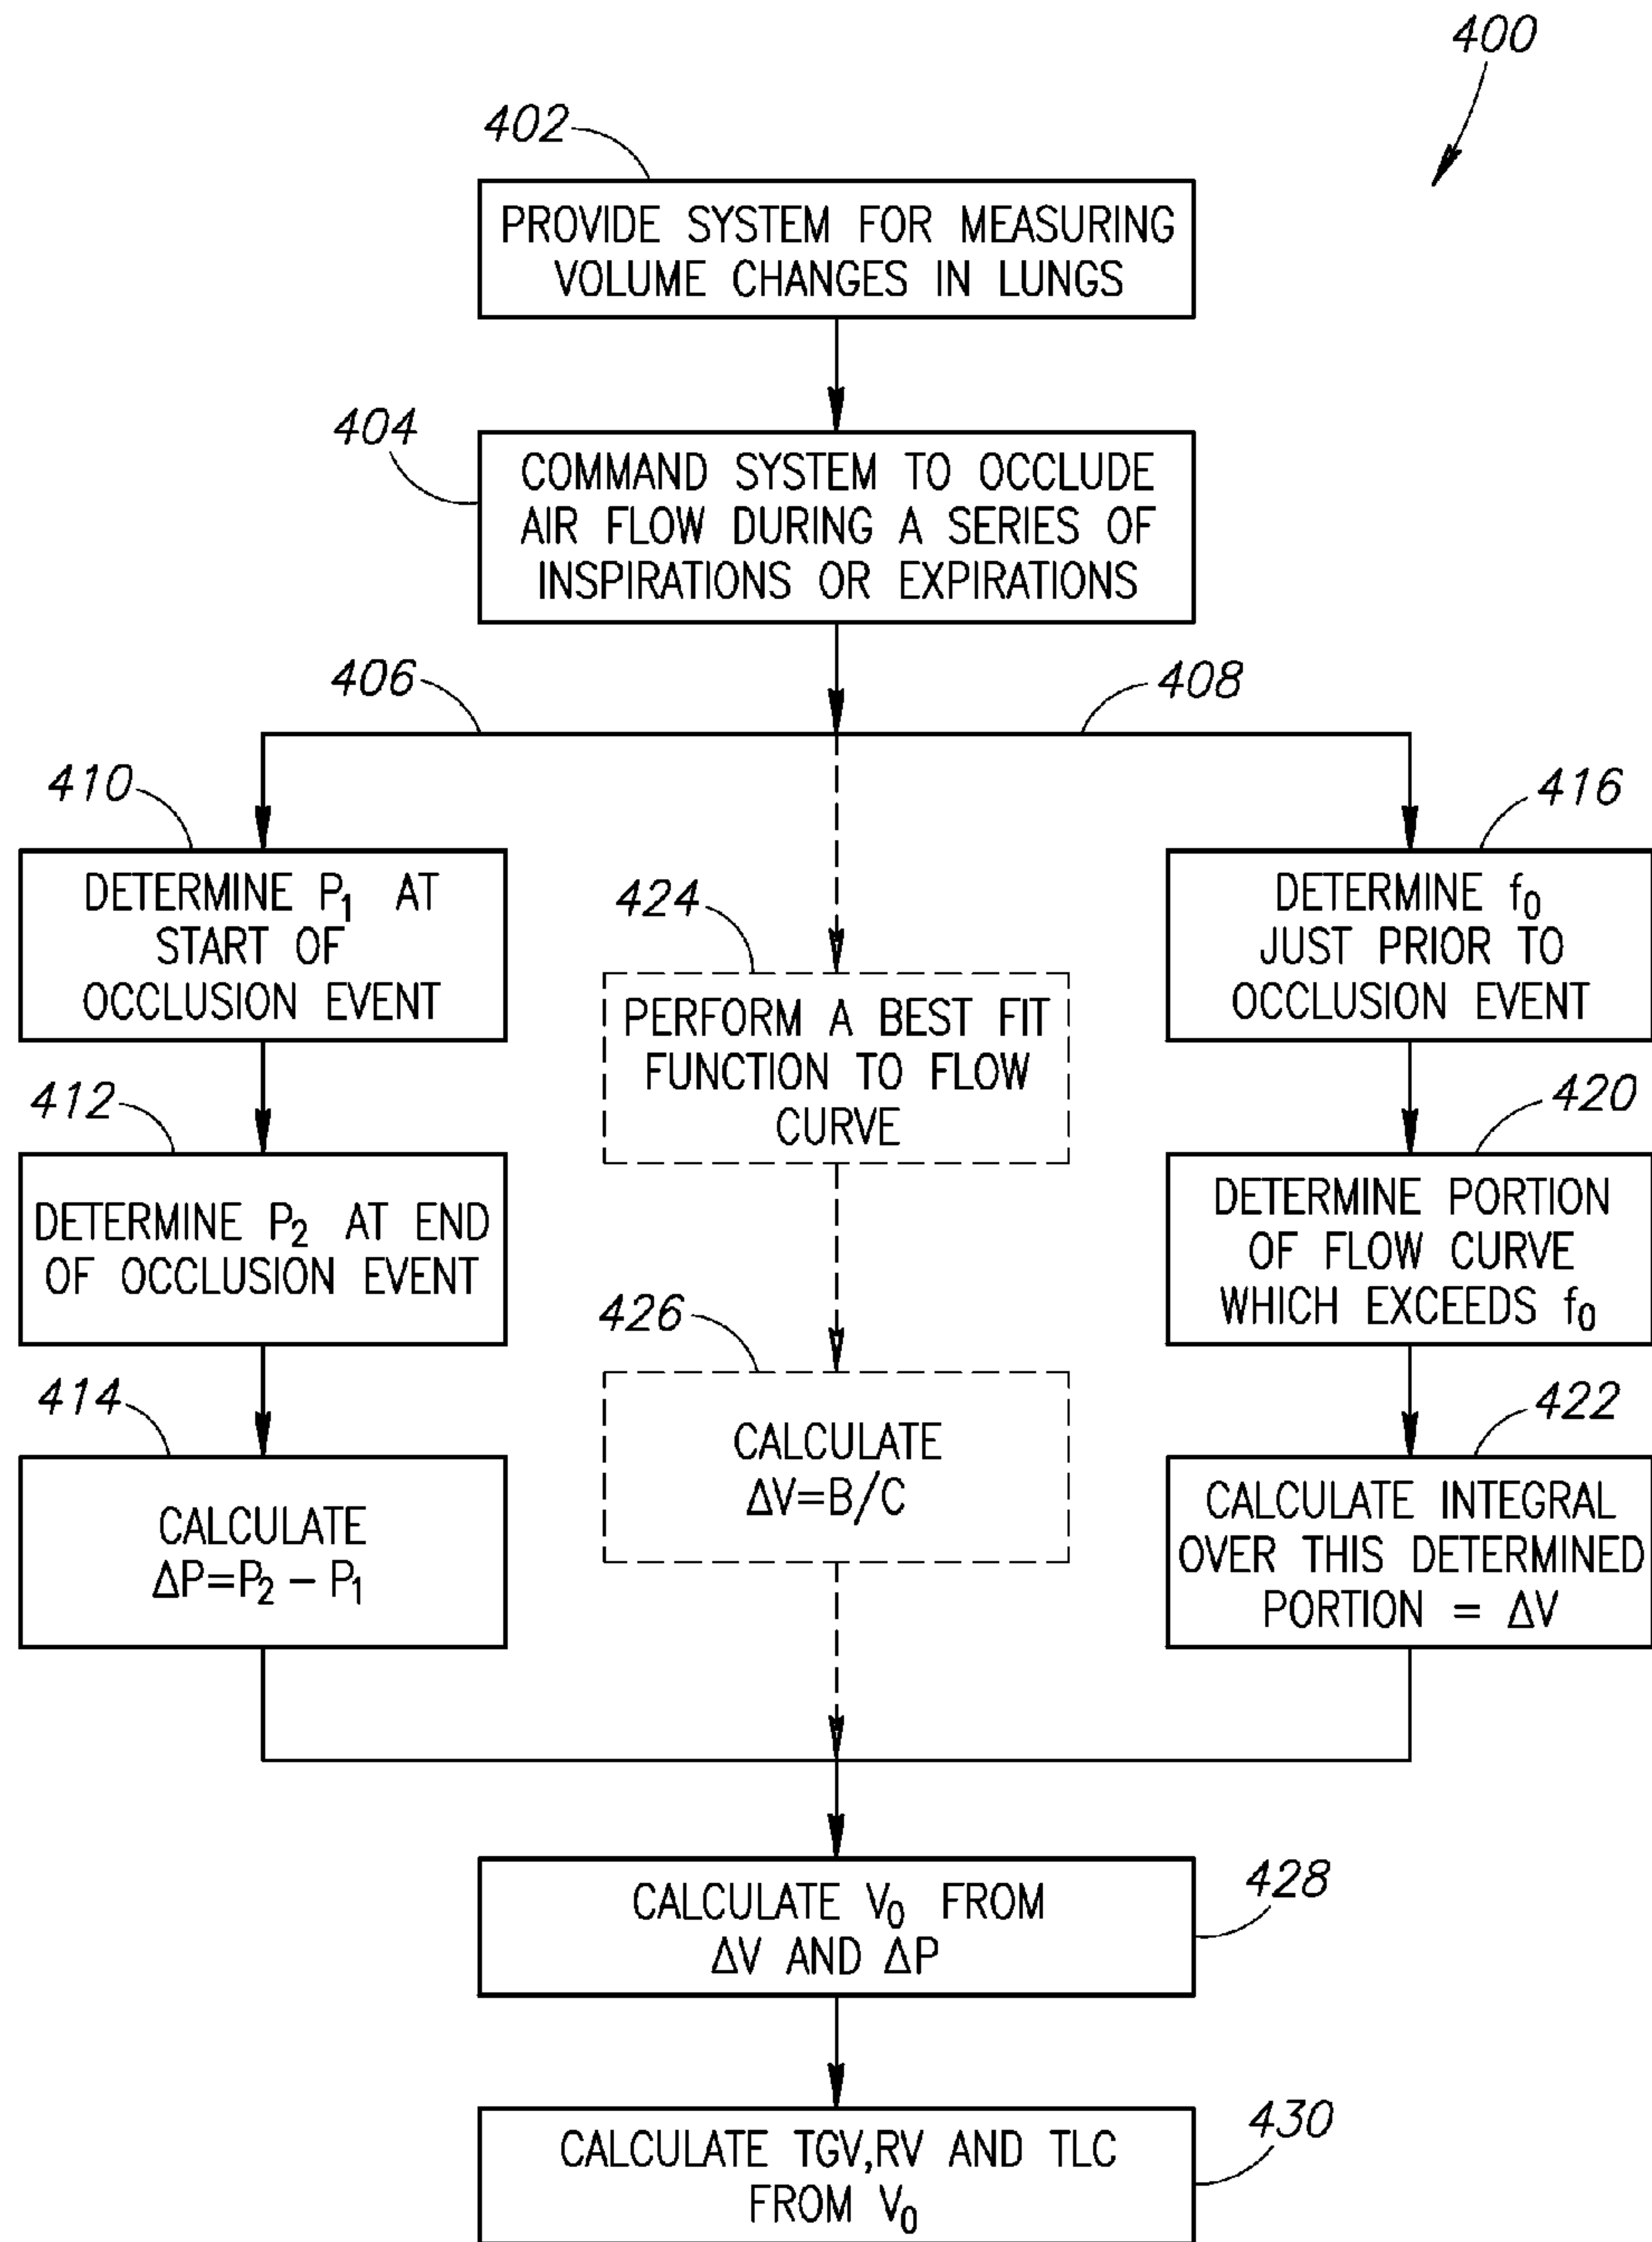 400
402
PROVIDE SYSTEM FOR MEASURING
VOLUME CHANGES IN LUNGS
404
COMMAND SYSTEM TO OCCLUDE
AIR FLOW DURING A SERIES OF
INSPIRATIONS OR EXPIRATIONS
406
408
410
DETERMINE P₁ AT
START OF
OCCLUSION EVENT
412
DETERMINE P₂ AT END
OF OCCLUSION EVENT
414
CALCULATE
ΔP=P₂ – P₁
424
PERFORM A BEST FIT
FUNCTION TO FLOW
CURVE
426
CALCULATE
ΔV=B/C
416
DETERMINE f₀
JUST PRIOR TO
OCCLUSION EVENT
420
DETERMINE PORTION
OF FLOW CURVE
WHICH EXCEEDS f₀
422
CALCULATE INTEGRAL
OVER THIS DETERMINED
PORTION = ΔV
428
CALCULATE V₀ FROM
ΔV AND ΔP
430
CALCULATE TGV,RV AND TLC
FROM V₀